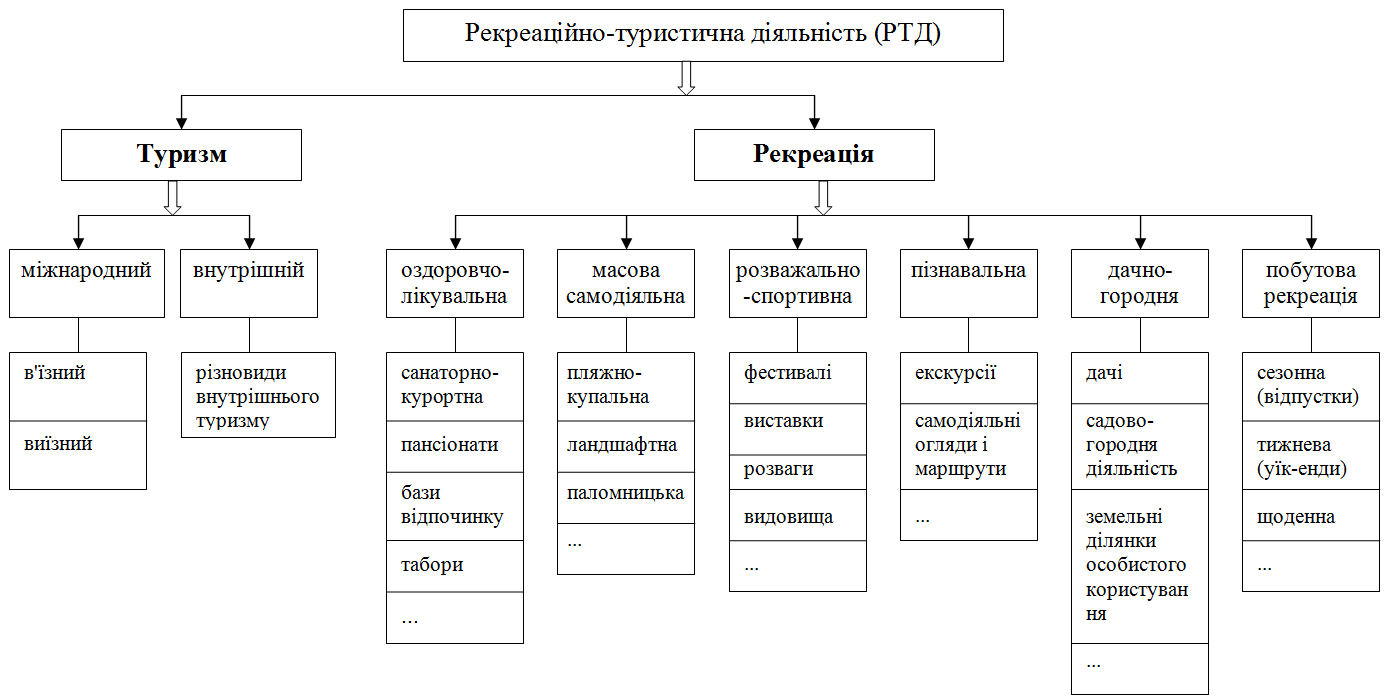 Рекреаційно-туристична діяльність (РТД)
Туризм
Рекреація
міжнародний
внутрішній
оздоровчо-
лікувальна
масова
самодіяльна
розважально
-спортивна
пізнавальна
дачно-
городня
побутова
рекреація
в'їзний
виїзний
різновиди
внутрішнього
туризму
санаторно-
курортна
пансіонати
бази
відпочинку
табори
...
пляжно-
купальна
ландшафтна
паломницька
...
фестивалі
виставки
розваги
видовища
...
екскурсії
самодіяльні
огляди і
маршрути
...
дачі
садово-
городня
діяльність
земельні
ділянки
особистого
користуван
ня
...
сезонна
(відпустки)
тижнева
(уїк-енди)
щоденна
...